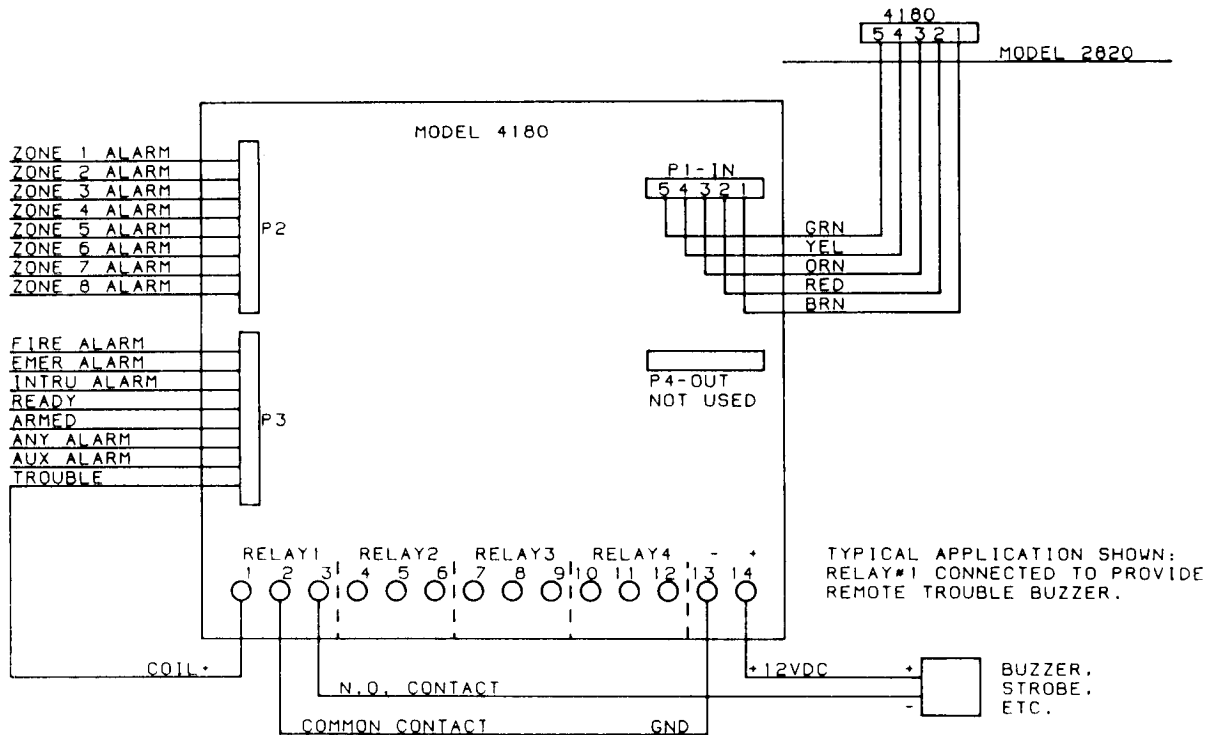 4180
5 4 3 2 1
MODEL 2820
MODEL 4180
ZONE 1 ALARM
ZONE 2 ALARM
ZONE 3 ALARM
ZONE 4 ALARM
ZONE 5 ALARM
ZONE 6 ALARM
ZONE 7 ALARM
ZONE 8 ALARM
P2
P1-IN
5 4 3 2 1
GRN
YEL
ORN
RED
BRN
FIRE ALARM
EMER ALARM
INTRU ALARM
READY
ARMED
ANY ALARM
AUX ALARM
TROUBLE
P3
P4-OUT
NOT USED
RELAY1 RELAY2 RELAY3 RELAY4 - +
1 2 3 4 5 6 7 8 9 10 11 12 13 14
TYPICAL APPLICATION SHOWN:
RELAY#1 CONNECTED TO PROVIDE
REMOTE TROUBLE BUZZER.
COIL+
+12VDC
N.O. CONTACT
COMMON CONTACT
GND
+
-
BUZZER,
STROBE,
ETC.